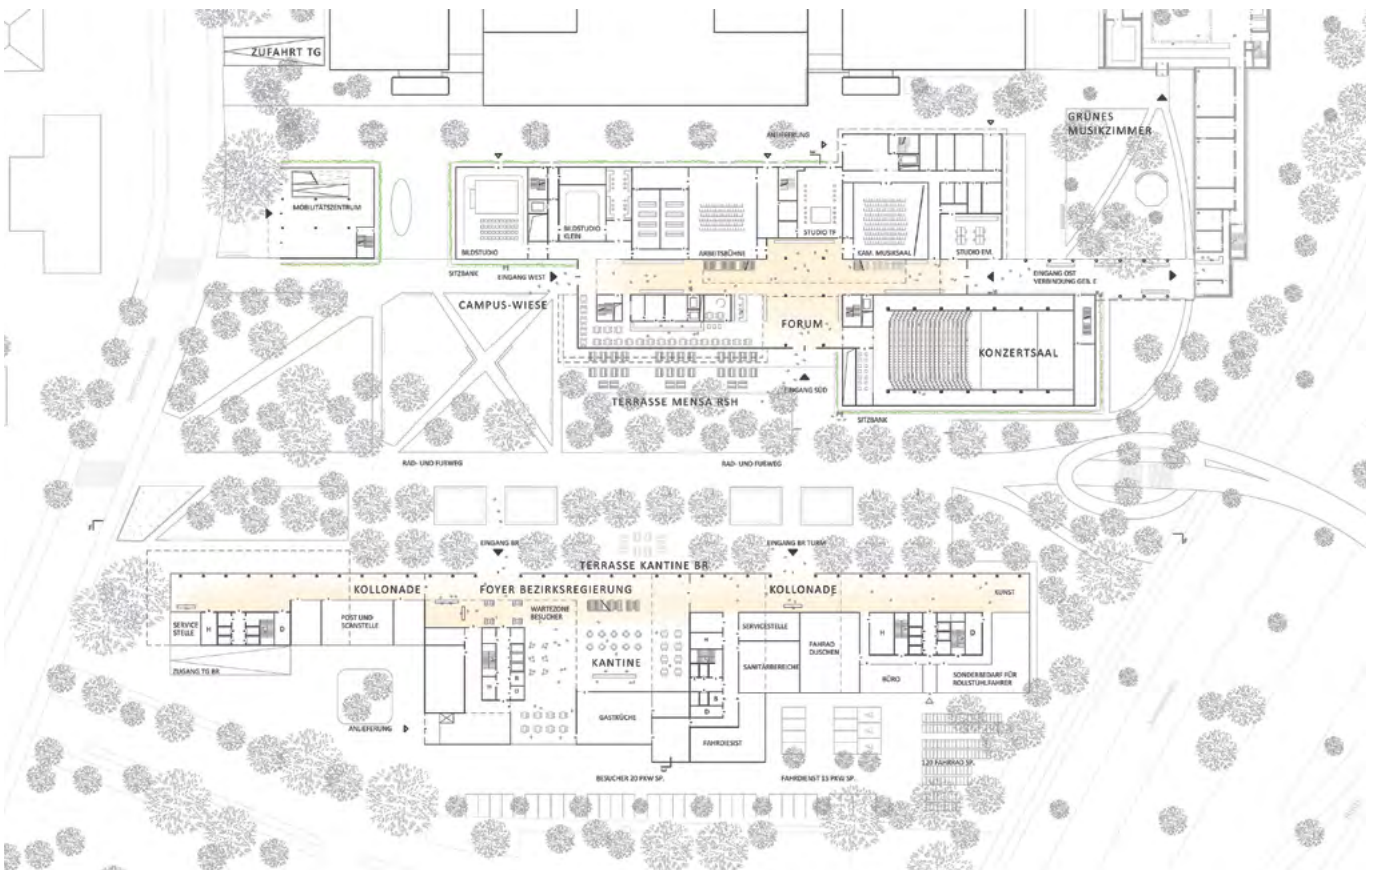 ZUFAHRT TG
GRÜNES
MUSIKZIMMER
ANLIEFERUNG
MOBILITÄTSZENTRUM
BILDSTUDIO
BILDSTUDIO
KLEIN
ARBEITSBÜHNE
STUDIO TF
KAM. MUSIKSAAL
STUDIO EM.
SITZBANK
EINGANG WEST
EINGANG OST
VERBINDUNG GEB. E
CAMPUS-WIESE
FORUM
KONZERTSAAL
EINGANG SÜD
TERRASSE MENSA RSH
SITZBANK
RAD- UND FUßWEG
RAD- UND FUßWEG
EINGANG BR
EINGANG BR TURM
TERRASSE KANTINE BR
KOLLONADE
FOYER BEZIRKSREGIERUNG
KOLLONADE
KUNST
WARTEZONE
BESUCHER
SERVICE
STELLE
H
D
POST UND
SCANSTELLE
H
SERVICESTELLE
FAHRRAD
DUSCHEN
H
D
KANTINE
SANITÄRBEREICHE
ZUGANG TG BR
BÜRO
SONDERBEDARF FÜR
ROLLSTUHLFAHRER
GASTKÜCHE
D
ANLIEFERUNG
FAHRDIESIST
120 FAHRRAD SP.
BESUCHER 20 PKW SP.
FAHRDIENST 13 PKW SP.